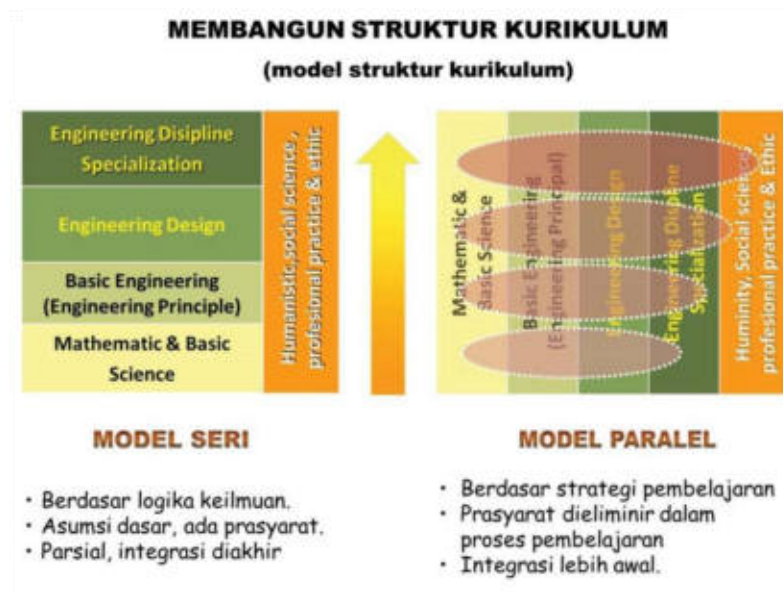 MEMBANGUN STRUKTUR KURIKULUM
(model struktur kurikulum)
Engineering Disipline
Specialization
Engineering Design
Basic Engineering
(Engineering Principle)
Mathematic & Basic
Science
Humanistic,social science ,
profesional practice & ethic
Mathematic &
Basic Science
Basic Engineering
(Engineering Principal)
Engineering Design
Engineering Displine
Specialization
Huminity, Social science,
profesional practice & Ethic
MODEL SERI
• Berdasar logika keilmuan.
• Asumsi dasar, ada prasyarat.
• Parsial, integrasi diakhir
MODEL PARALEL
• Berdasar strategi pembelajaran
• Prasyarat dieliminir dalam
proses pembelajaran
• Integrasi lebih awal.